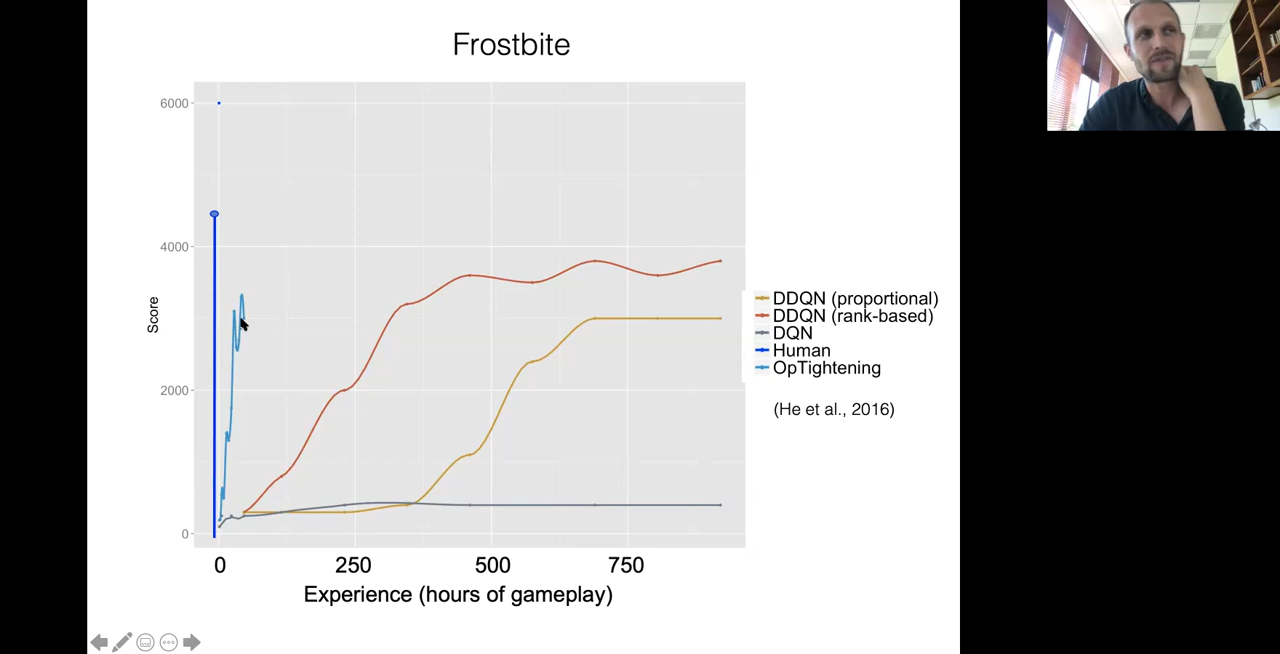 Frostbite
6000
4000
2000
0
Score
0 250 500 750
Experience (hours of gameplay)
DDQN (proportional)
DDQN (rank-based)
DQN
Human
OpTightening
(He et al., 2016)